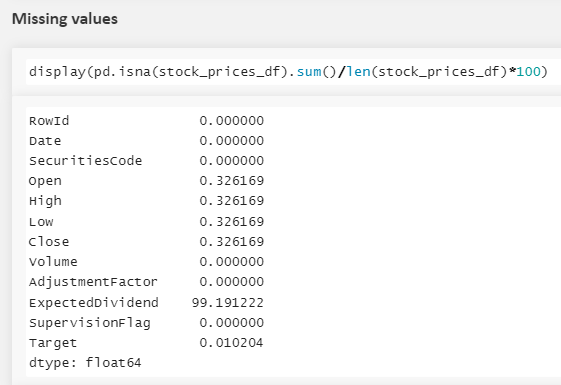 Missing values
display(pd.isna(stock_prices_df).sum()/len(stock_prices_df)*100)
RowId 0.000000
Date 0.000000
SecuritiesCode 0.000000
Open 0.326169
High 0.326169
Low 0.326169
Close 0.326169
Volume 0.000000
AdjustmentFactor 0.000000
ExpectedDividend 99.191222
SupervisionFlag 0.000000
Target 0.010204
dtype: float64